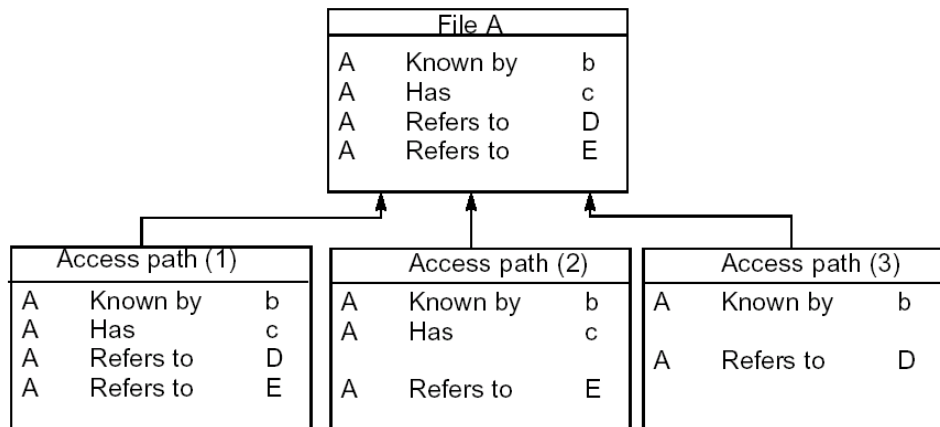 File A
A Known by b
A Has c
A Refers to D
A Refers to E
Access path (1)
A Known by b
A Has c
A Refers to D
A Refers to E
Access path (2)
A Known by b
A Has c
A Refers to E
Access path (3)
A Known by b
A Refers to D